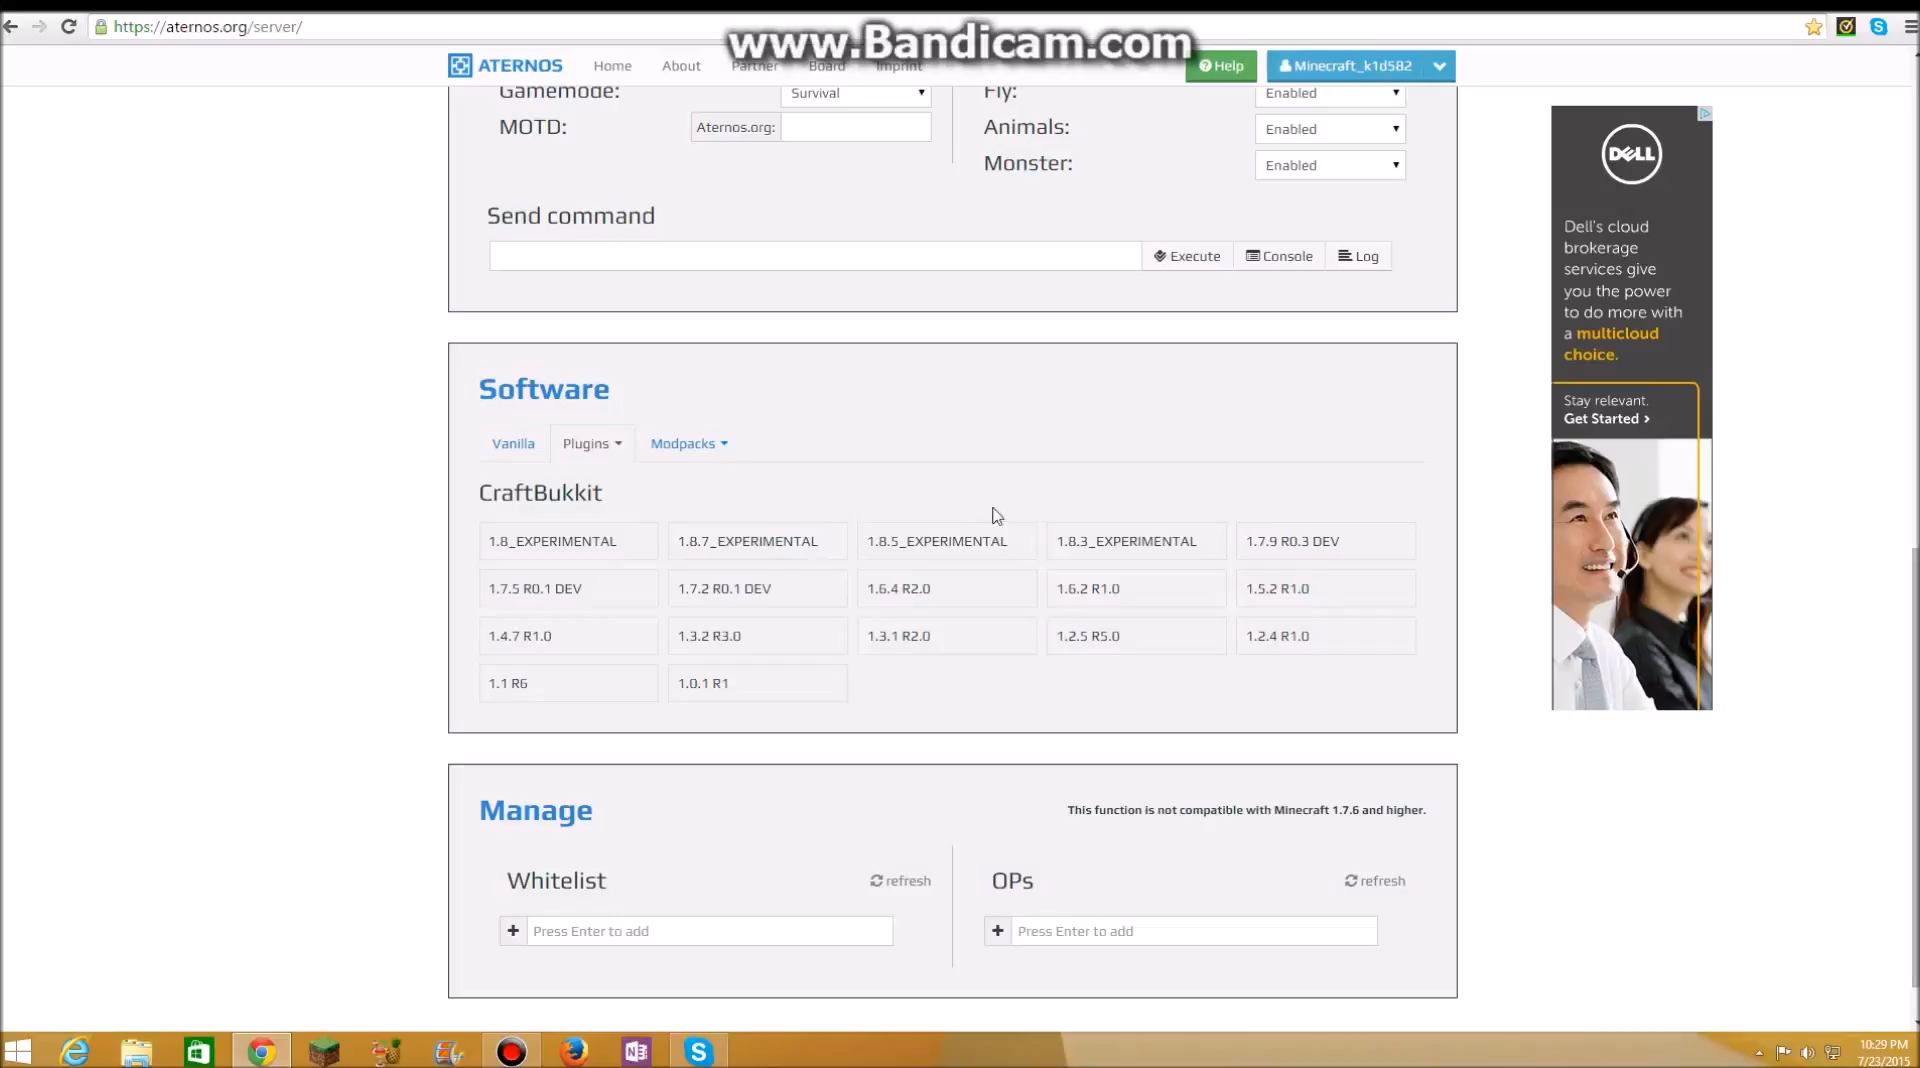 https://aternos.org/server/
www.Bandicam.com
ATERNOS Home About Partner Board Imprint Help Minecraft_k1d582
Gamemode: Survival
Fly: Enabled
MOTD: Aternos.org:
Animals: Enabled
Monster: Enabled
Send command
Execute Console Log
Software
Vanilla Plugins Modpacks
CraftBukkit
1.8_EXPERIMENTAL 1.8.7_EXPERIMENTAL 1.8.5_EXPERIMENTAL 1.8.3_EXPERIMENTAL 1.7.9 R0.3 DEV
1.7.5 R0.1 DEV 1.7.2 R0.1 DEV 1.6.4 R2.0 1.6.2 R1.0 1.5.2 R1.0
1.4.7 R1.0 1.3.2 R3.0 1.3.1 R2.0 1.2.5 R5.0 1.2.4 R1.0
1.1 R6 1.0.1 R1
Manage
This function is not compatible with Minecraft 1.7.6 and higher.
Whitelist refresh
OPs refresh
Press Enter to add
Press Enter to add
DELL
Dell's cloud
brokerage
services give
you the power
to do more with
a multicloud
choice.
Stay relevant.
Get Started >
10:29 PM
7/23/2015